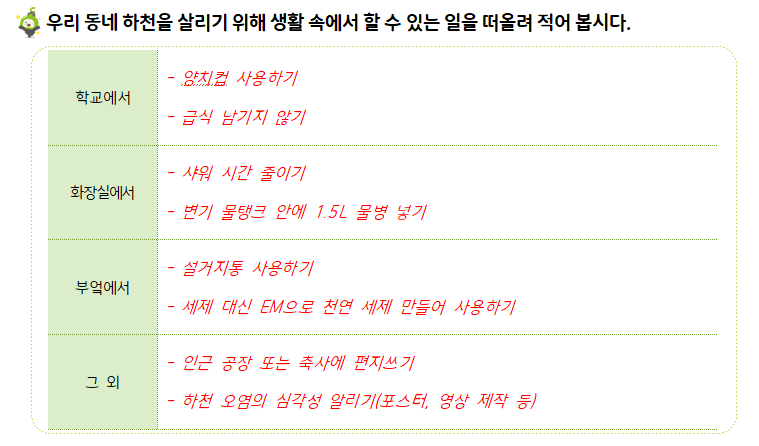 우리 동네 하천을 살리기 위해 생활 속에서 할 수 있는 일을 떠올려 적어 봅시다.
학교에서
- 양치컵 사용하기
- 급식 남기지 않기
화장실에서
- 샤워 시간 줄이기
- 변기 물탱크 안에 1.5L 물병 넣기
부엌에서
- 설거지통 사용하기
- 세제 대신 EM으로 천연 세제 만들어 사용하기
그 외
- 인근 공장 또는 축사에 편지쓰기
- 하천 오염의 심각성 알리기(포스터, 영상 제작 등)